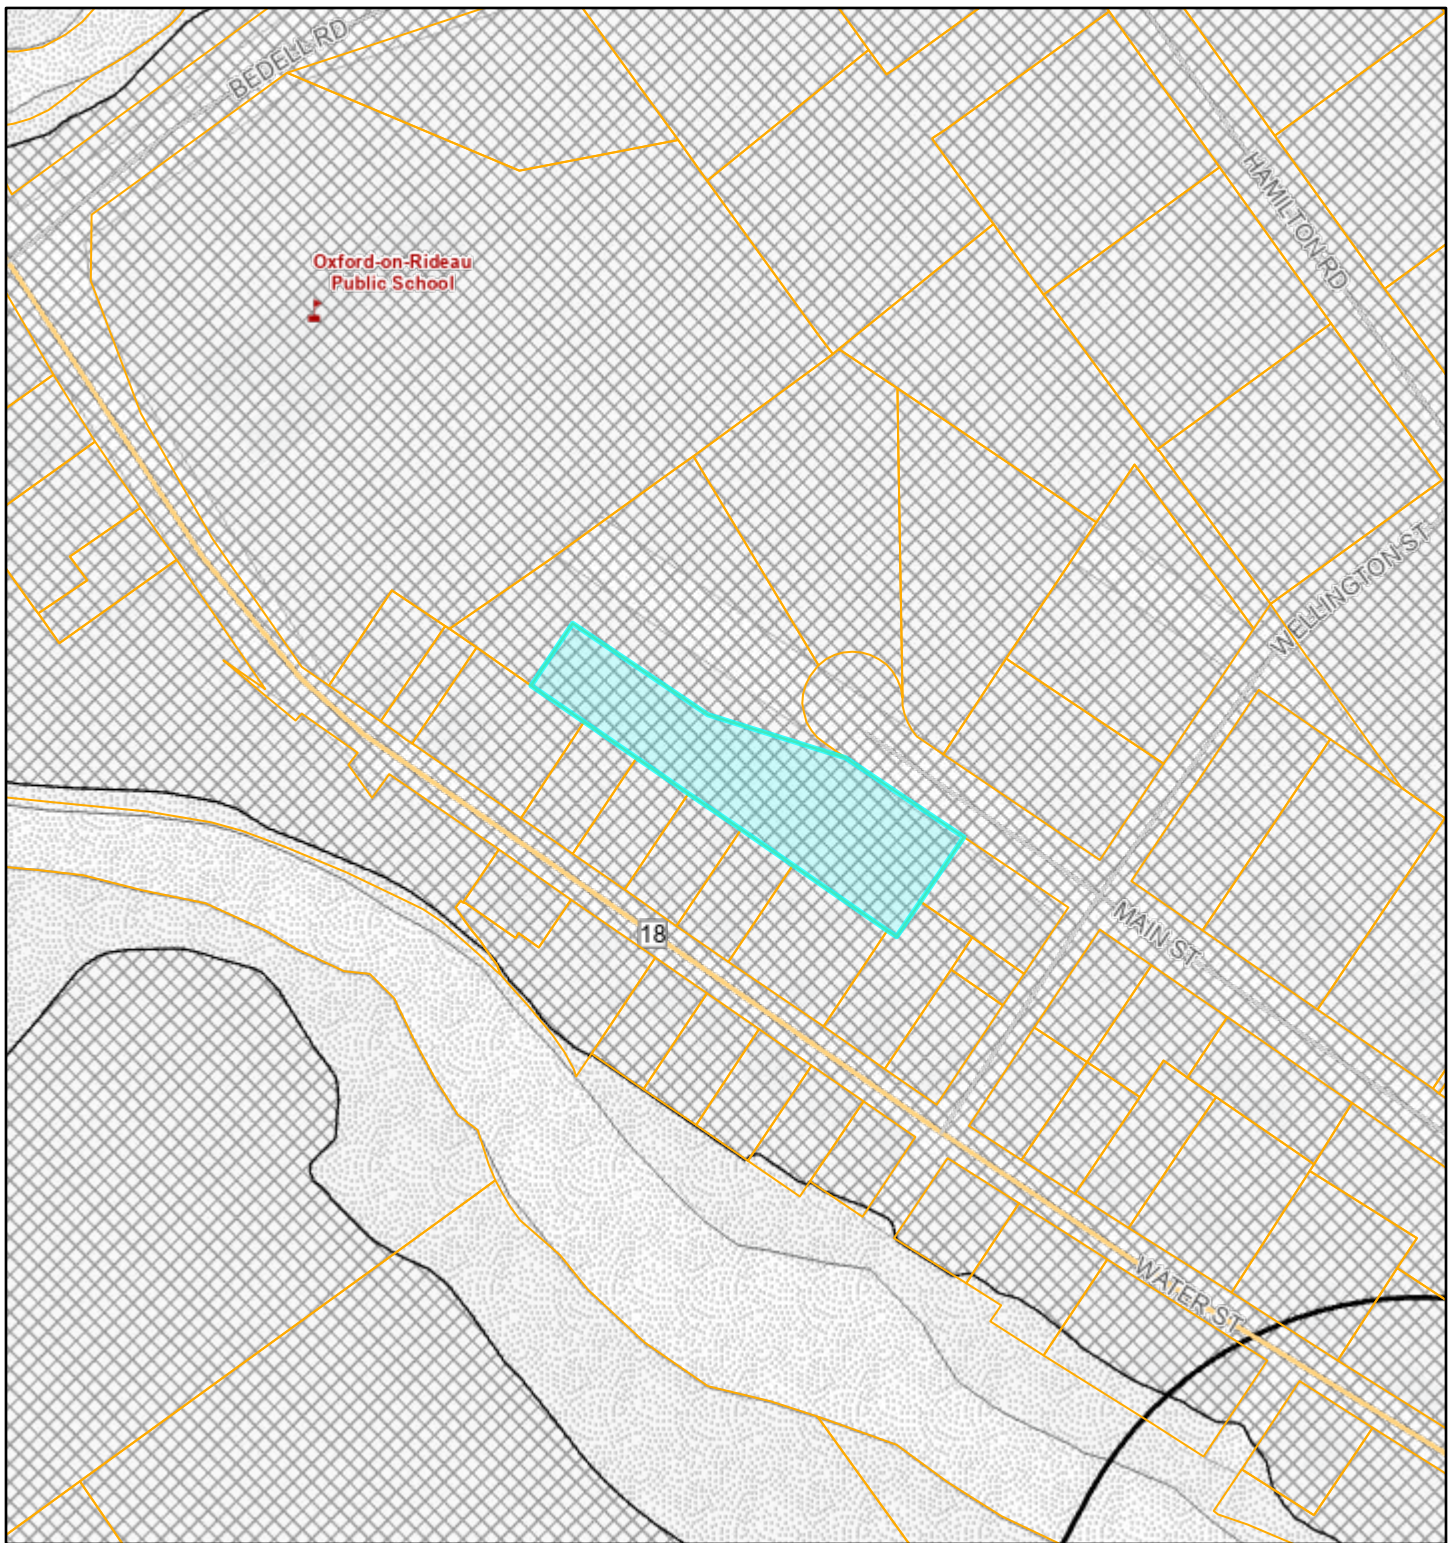 BEDELL RD
HAMILTON RD
Oxford-on-Rideau
Public School
WELLINGTON ST
MAIN ST
18
WATER ST